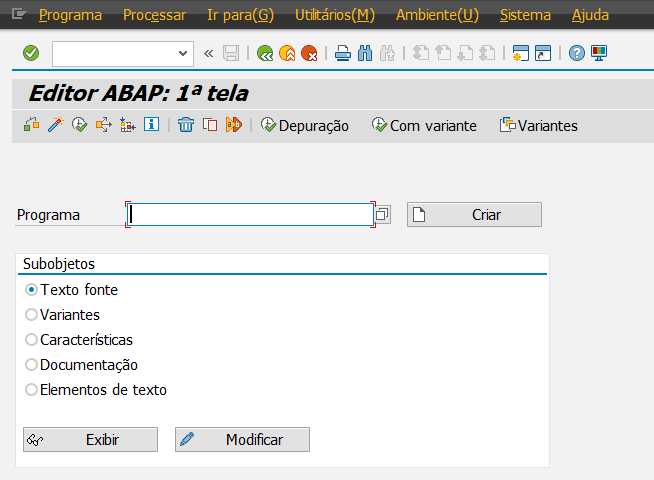 Programa Processar Ir para(G) Utilitários(M) Ambiente(U) Sistema Ajuda
Editor ABAP: 1ª tela
Depuração Com variante Variantes
Programa Criar
Subobjetos
Texto fonte
Variantes
Características
Documentação
Elementos de texto
Exibir Modificar